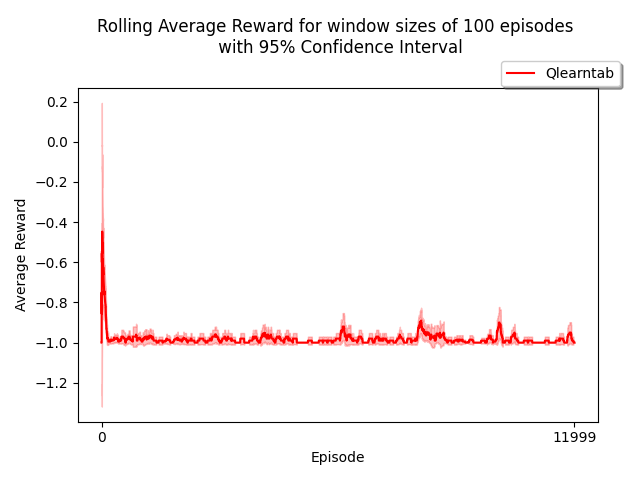 Rolling Average Reward for window sizes of 100 episodes
with 95% Confidence Interval
Qlearntab
0.2
0.0
−0.2
−0.4
−0.6
−0.8
−1.0
−1.2
Average Reward
0
11999
Episode